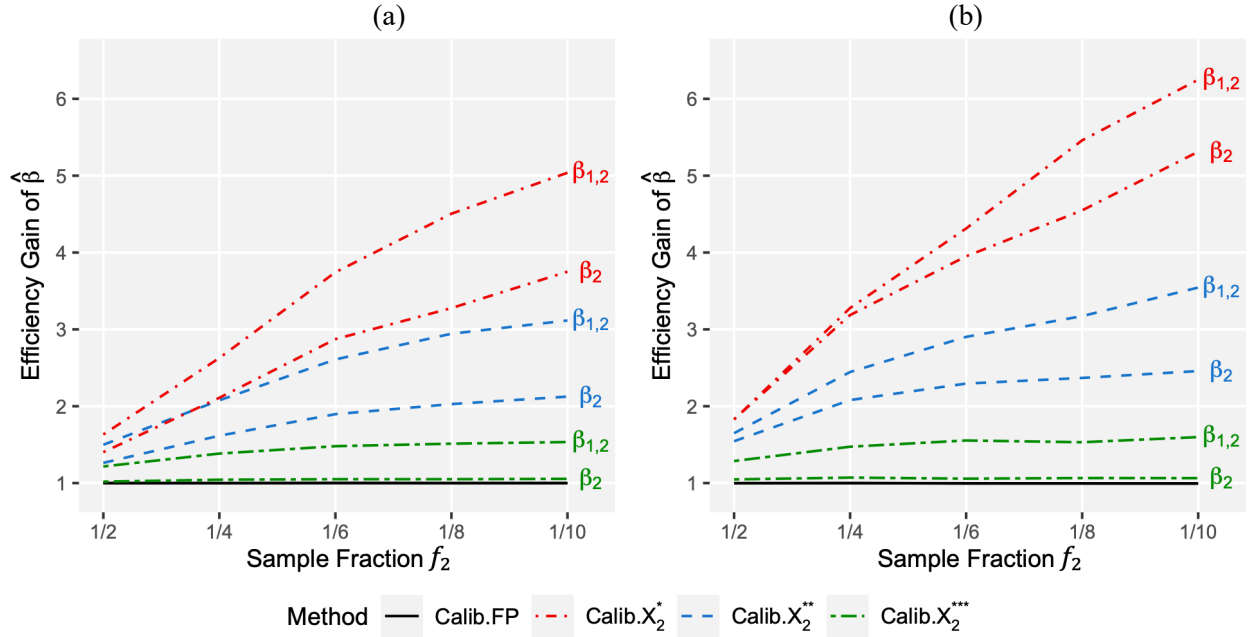 (a)
(b)
Efficiency Gain of β̂
6
5
4
3
2
1
β1,2
β2
β1,2
β2
β1,2
β2
1/2 1/4 1/6 1/8 1/10
Sample Fraction f2
Efficiency Gain of β̂
6
5
4
3
2
1
β1,2
β2
β1,2
β2
β1,2
β2
1/2 1/4 1/6 1/8 1/10
Sample Fraction f2
Method Calib.FP Calib.X2* Calib.X2** Calib.X2***